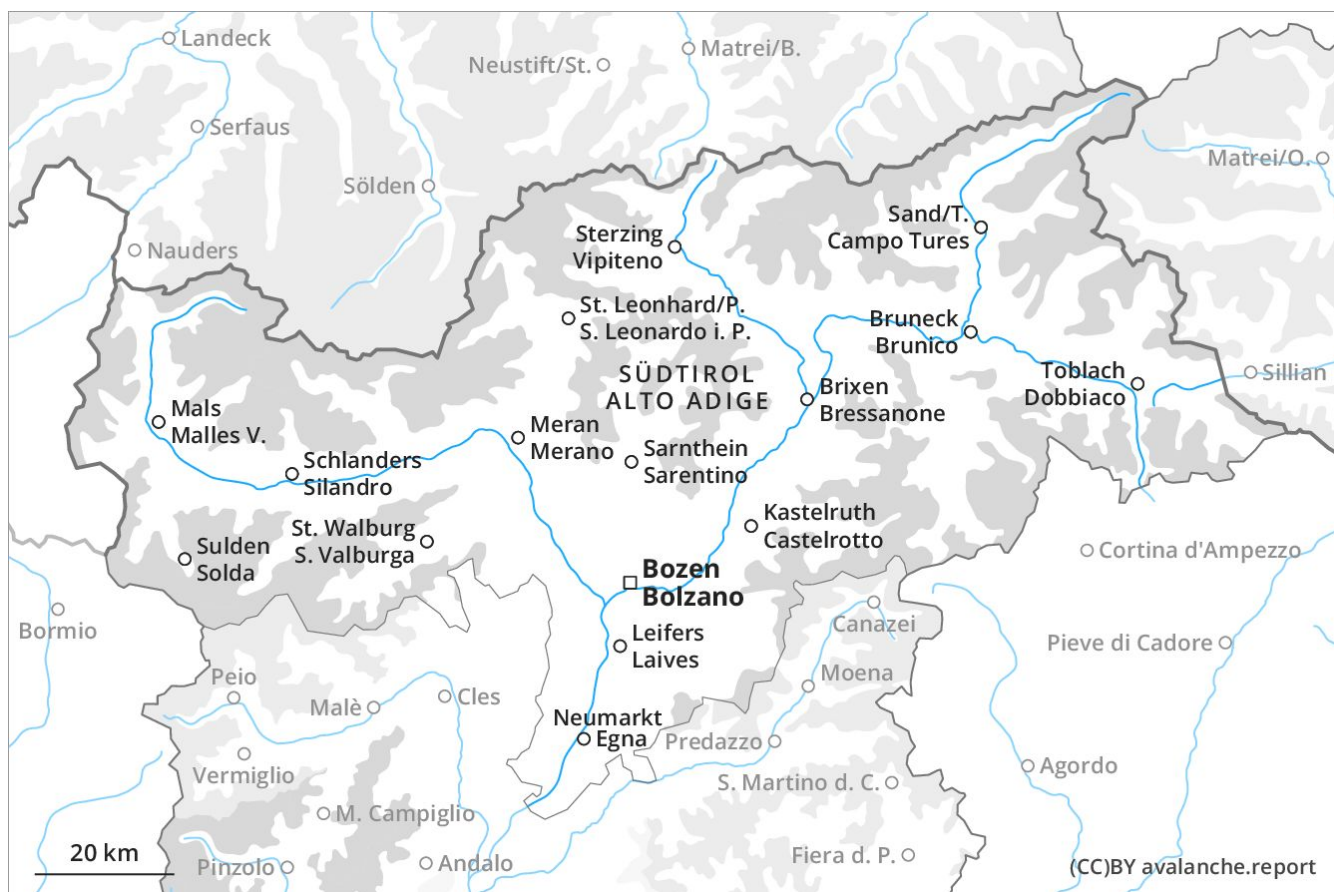 Landeck
Matrei/B.
Neustift/St.
Serfaus
Matrei/O.
Sölden
Sand/T.
Campo Tures
Sterzing
Vipiteno
Nauders
St. Leonhard/P.
S. Leonardo i. P.
Bruneck
Brunico
SÜDTIROL
ALTO ADIGE
Toblach
Dobbiaco
Sillian
Brixen
Bressanone
Mals
Malles V.
Meran
Merano
Sarnthein
Sarentino
Schlanders
Silandro
Kastelruth
Castelrotto
St. Walburg
S. Valburga
Sulden
Solda
Cortina d'Ampezzo
Bozen
Bolzano
Bormio
Canazei
Leifers
Laives
Pieve di Cadore
Peio
Moena
Malè
Cles
Neumarkt
Egna
Predazzo
Vermiglio
Agordo
S. Martino d. C.
M. Campiglio
20 km
Pinzolo
Andalo
Fiera d. P.
(CC)BY avalanche.report